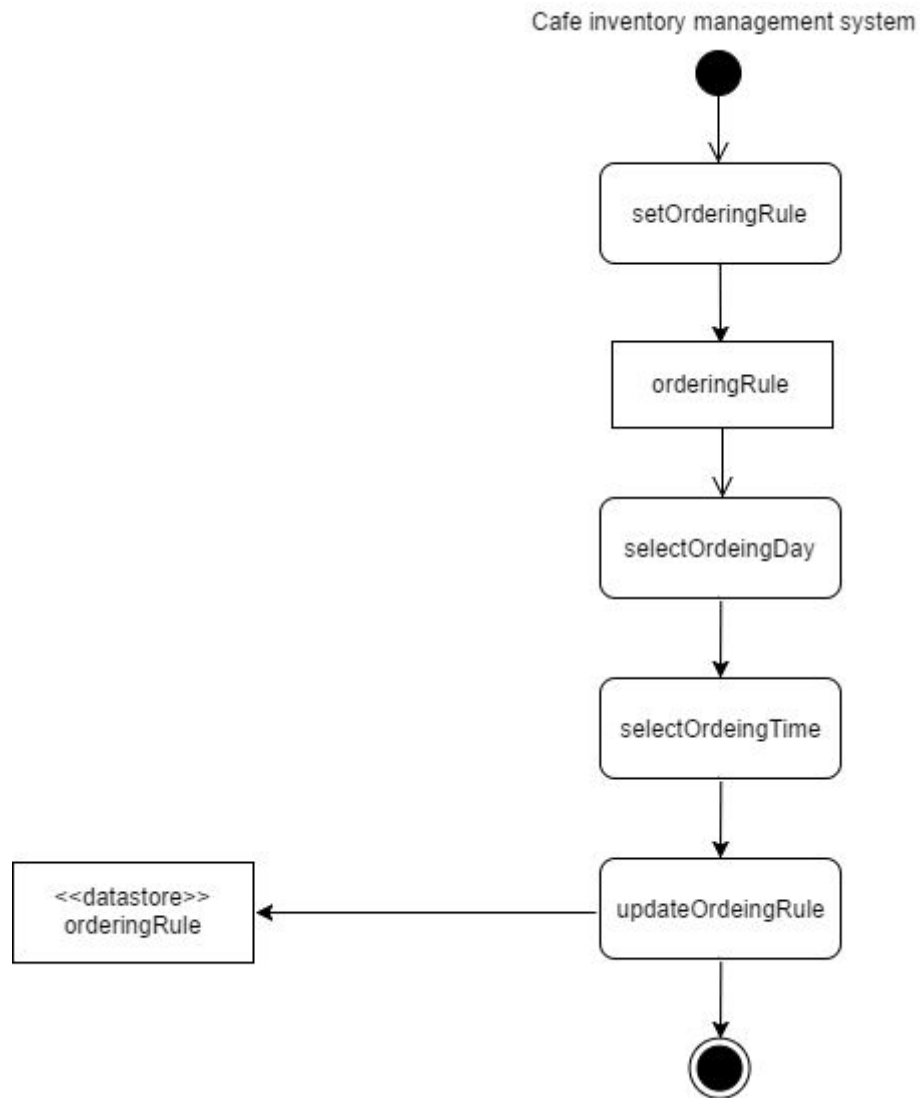 Cafe inventory management system
setOrderingRule
orderingRule
selectOrdeingDay
selectOrdeingTime
<<datastore>>
orderingRule
updateOrdeingRule